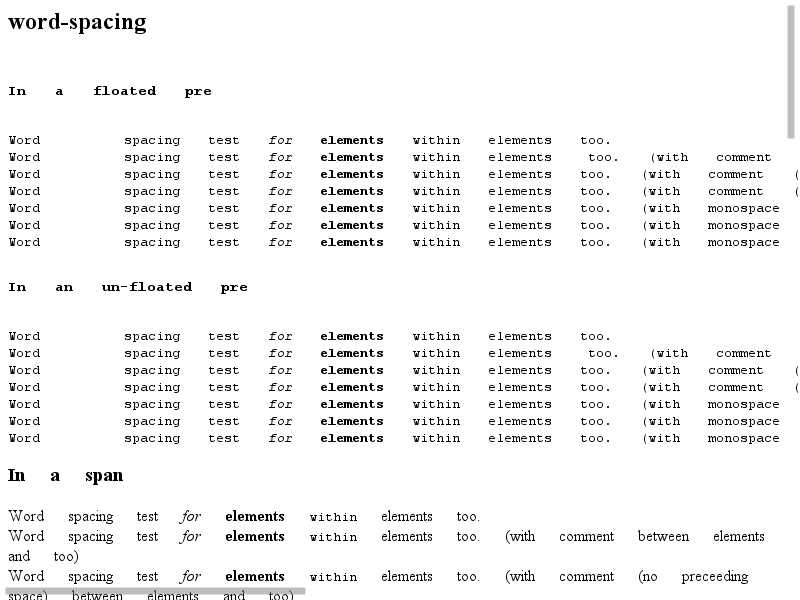 word-spacing
In a floated pre
Word spacing test for elements within elements too.
Word spacing test for elements within elements too. (with comment
Word spacing test for elements within elements too. (with comment (
Word spacing test for elements within elements too. (with comment (
Word spacing test for elements within elements too. (with monospace
Word spacing test for elements within elements too. (with monospace
Word spacing test for elements within elements too. (with monospace
In an un-floated pre
Word spacing test for elements within elements too.
Word spacing test for elements within elements too. (with comment
Word spacing test for elements within elements too. (with comment (
Word spacing test for elements within elements too. (with comment (
Word spacing test for elements within elements too. (with monospace
Word spacing test for elements within elements too. (with monospace
Word spacing test for elements within elements too. (with monospace
In a span
Word spacing test for elements within elements too.
Word spacing test for elements within elements too. (with comment between elements
and too)
Word spacing test for elements within elements too. (with comment (no preceeding
space) between elements and too)